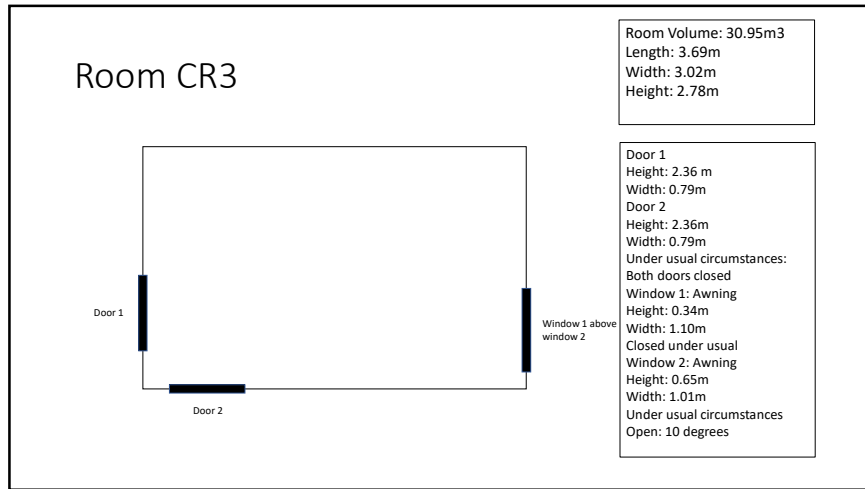 Room CR3
Room Volume: 30.95m3
Length: 3.69m
Width: 3.02m
Height: 2.78m
Door 1
Height: 2.36 m
Width: 0.79m
Door 2
Height: 2.36m
Width: 0.79m
Under usual circumstances:
Both doors closed
Window 1: Awning
Height: 0.34m
Width: 1.10m
Closed under usual
Window 2: Awning
Height: 0.65m
Width: 1.01m
Under usual circumstances
Open: 10 degrees
Door 1
Window 1 above
window 2
Door 2